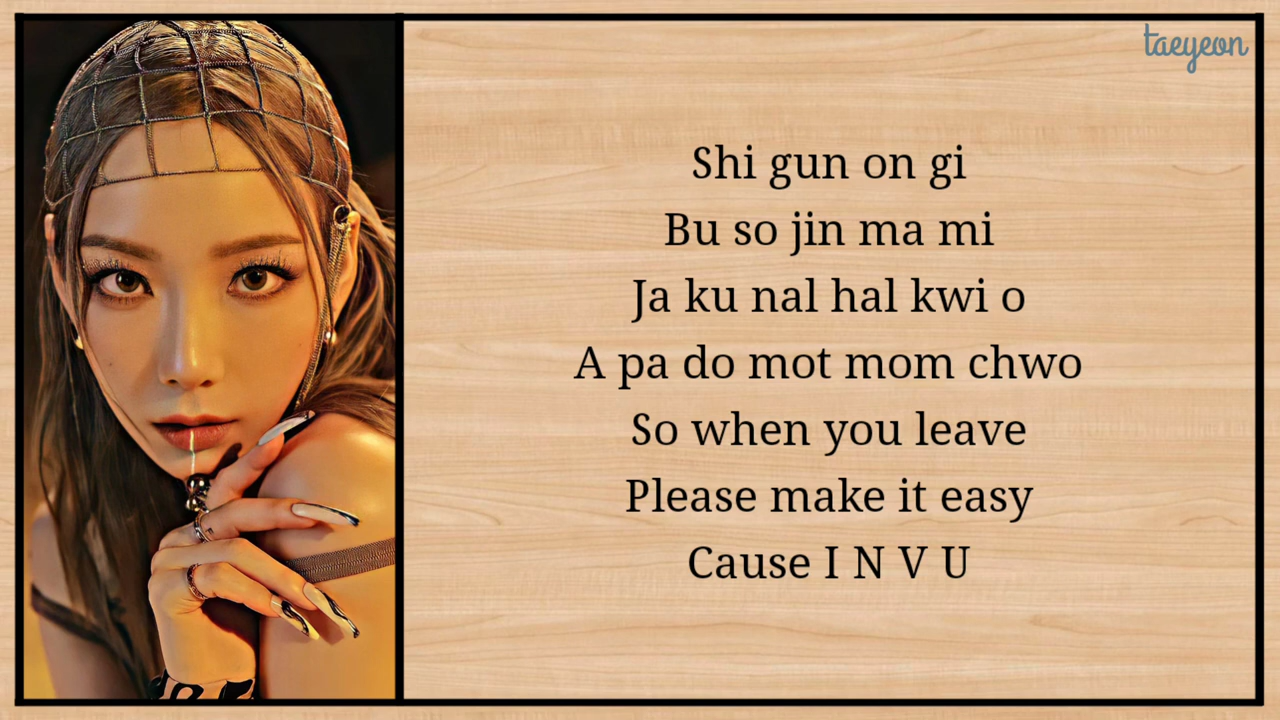 taeyeon
Shi gun on gi
Bu so jin ma mi
Ja ku nal hal kwi o
A pa do mot mom chwo
So when you leave
Please make it easy
Cause I N V U